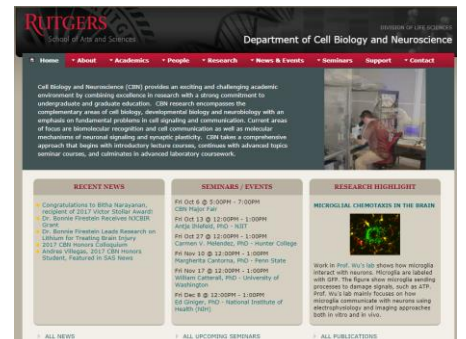 RUTGERS
School of Arts and Sciences
DIVISION OF LIFE SCIENCES
Department of Cell Biology and Neuroscience
Home About Academics People Research News & Events Seminars Support Contact
Cell Biology and Neuroscience (CBN) provides an exciting and challenging academic
environment by combining excellence in research with a strong commitment to
undergraduate and graduate education. CBN research encompasses the
complementary areas of cell biology, developmental biology and neurobiology with an
emphasis on fundamental problems in cell signaling and communication. Current areas
of focus are biomolecular recognition and cell communication as well as molecular
mechanisms of neuronal signaling and synaptic plasticity. CBN takes a comprehensive
approach that begins with introductory lecture courses, continues with advanced topics
seminar courses, and culminates in advanced laboratory coursework.
RECENT NEWS
Congratulations to Bitha Narayanan,
recipient of 2017 Victor Stollar Award!
Dr. Bonnie Firestein Receives NJCBIR
Grant
Dr. Bonnie Firestein Leads Research on
Lithium for Treating Brain Injury
2017 CBN Honors Colloquium
Andres Villegas, 2017 CBN Honors
Student, Featured in SAS News
ALL NEWS
SEMINARS / EVENTS
Fri Oct 6 @ 5:00PM - 7:00PM
CBN Major Fair
Fri Oct 13 @ 12:00PM - 1:00PM
Antje Ihlefeld, PhD - NJIT
Fri Oct 27 @ 12:00PM - 1:00PM
Carmen V. Melendez, PhD - Hunter College
Fri Nov 10 @ 12:00PM - 1:00PM
Margherita Cantorna, PhD - Penn State
Fri Nov 17 @ 12:00PM - 1:00PM
William Catterall, PhD - University of
Washington
Fri Dec 8 @ 12:00PM - 1:00PM
Ed Giniger, PhD - National Institute of
Health (NIH)
ALL UPCOMING SEMINARS
RESEARCH HIGHLIGHT
MICROGLIAL CHEMOTAXIS IN THE BRAIN
Work in Prof. Wu's lab shows how microglia
interact with neurons. Microglia are labeled
with GFP. The figure show microglia sending
processes to damage signals, such as ATP.
Prof. Wu's lab mainly focuses on how
microglia communicate with neurons using
electrophysiology and imaging approaches
both in vitro and in vivo.
ALL PUBLICATIONS